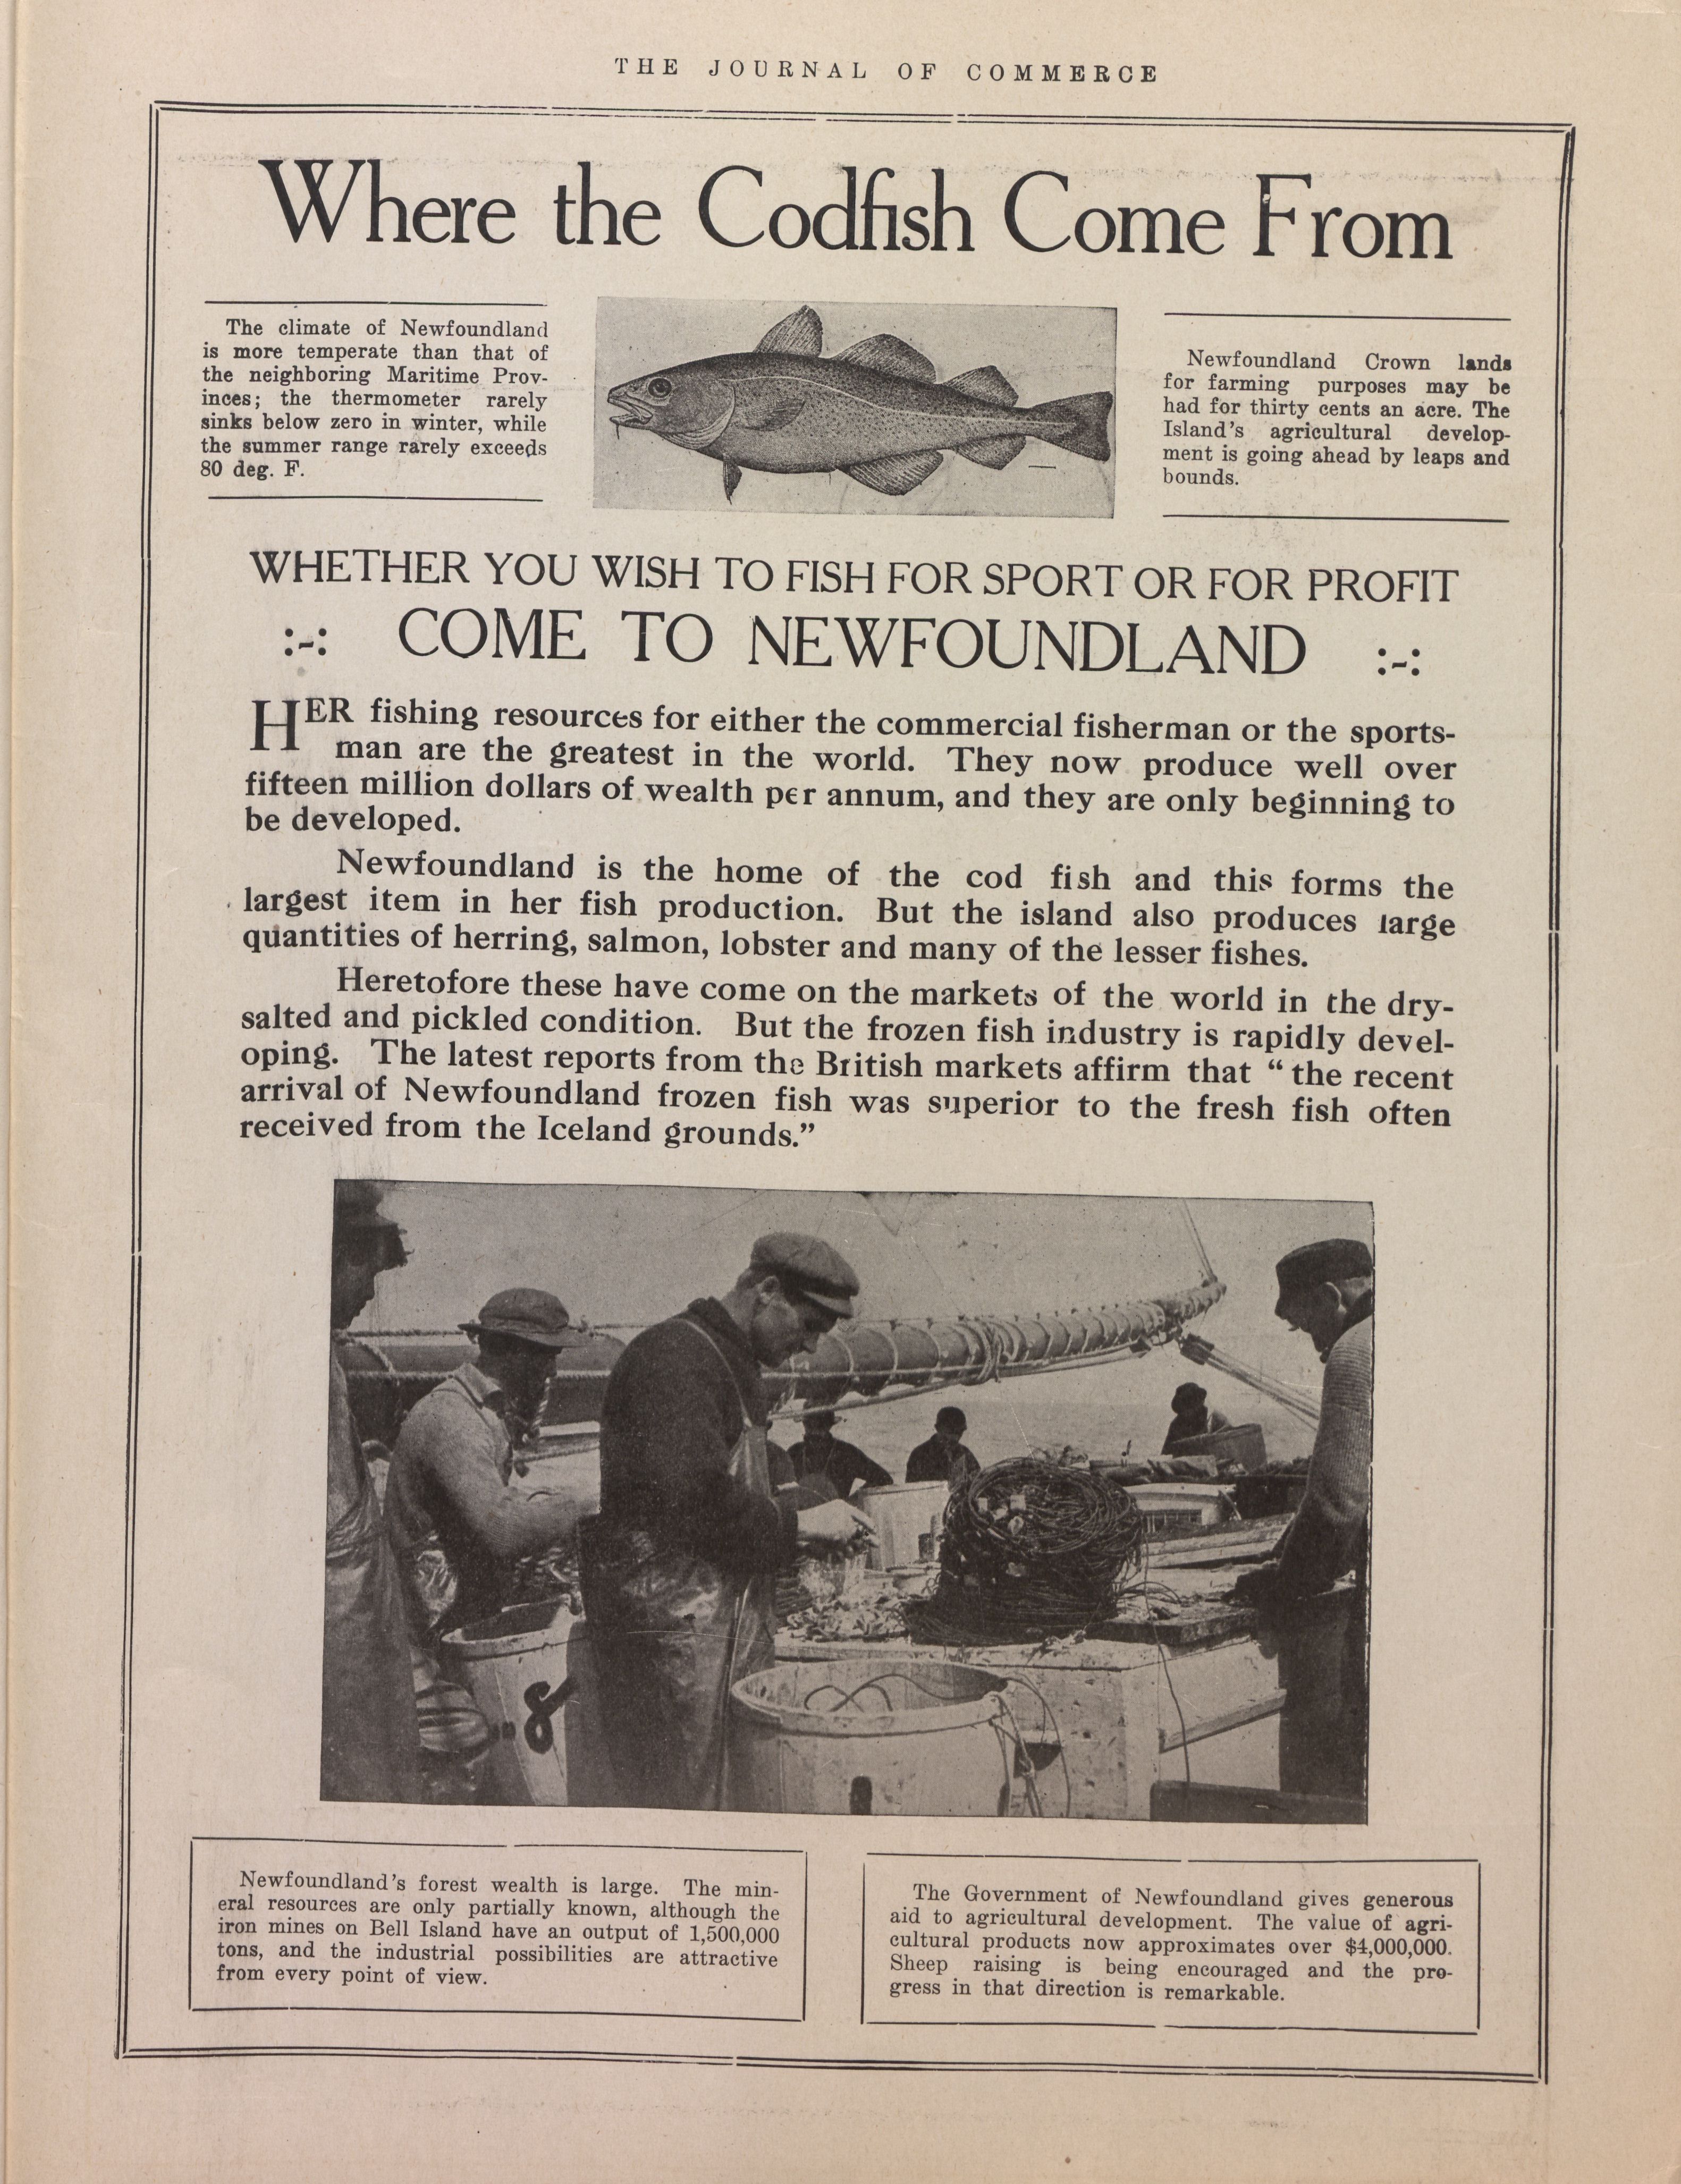 THE JOURNAL OF COMMERCE
Where the Codfish Come From
The climate of Newfoundland
is more temperate than that of
the neighboring Maritime Prov-
inces; the thermometer rarely
sinks below zero in winter, while
the summer range rarely exceeds
80 deg. F.
Newfoundland Crown lands
for farming purposes may be
had for thirty cents an acre. The
Island's agricultural develop-
ment is going ahead by leaps and
bounds.
WHETHER YOU WISH TO FISH FOR SPORT OR FOR PROFIT
:-: COME TO NEWFOUNDLAND :-:
HER fishing resources for either the commercial fisherman or the sports-
man are the greatest in the world. They now produce well over
fifteen million dollars of wealth per annum, and they are only beginning to
be developed.
Newfoundland is the home of the cod fish and this forms the
largest item in her fish production. But the island also produces large
quantities of herring, salmon, lobster and many of the lesser fishes.
Heretofore these have come on the markets of the world in the dry-
salted and pickled condition. But the frozen fish industry is rapidly devel-
oping. The latest reports from the British markets affirm that “the recent
arrival of Newfoundland frozen fish was superior to the fresh fish often
received from the Iceland grounds.”
8
Newfoundland's forest wealth is large. The min-
eral resources are only partially known, although the
iron mines on Bell Island have an output of 1,500,000
tons, and the industrial possibilities are attractive
from every point of view.
The Government of Newfoundland gives generous
aid to agricultural development. The value of agri-
cultural products now approximates over $4,000,000.
Sheep raising is being encouraged and the pro-
gress in that direction is remarkable.